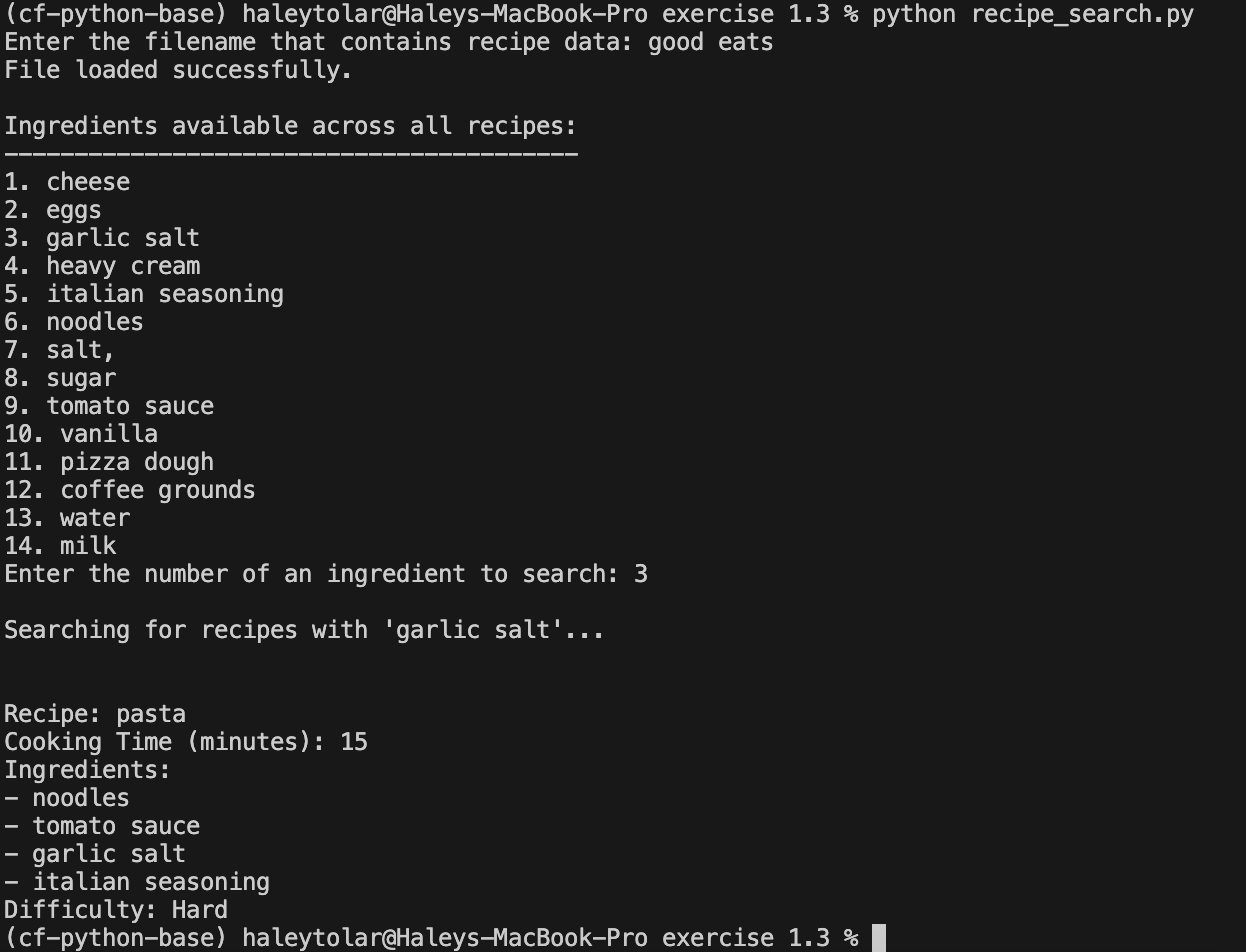 (cf-python-base) haleytolar@Haleys-MacBook-Pro exercise 1.3 % python recipe_search.py
Enter the filename that contains recipe data: good eats
File loaded successfully.

Ingredients available across all recipes:
-----------------------------------------
1. cheese
2. eggs
3. garlic salt
4. heavy cream
5. italian seasoning
6. noodles
7. salt,
8. sugar
9. tomato sauce
10. vanilla
11. pizza dough
12. coffee grounds
13. water
14. milk
Enter the number of an ingredient to search: 3

Searching for recipes with 'garlic salt'...


Recipe: pasta
Cooking Time (minutes): 15
Ingredients:
- noodles
- tomato sauce
- garlic salt
- italian seasoning
Difficulty: Hard
(cf-python-base) haleytolar@Haleys-MacBook-Pro exercise 1.3 %